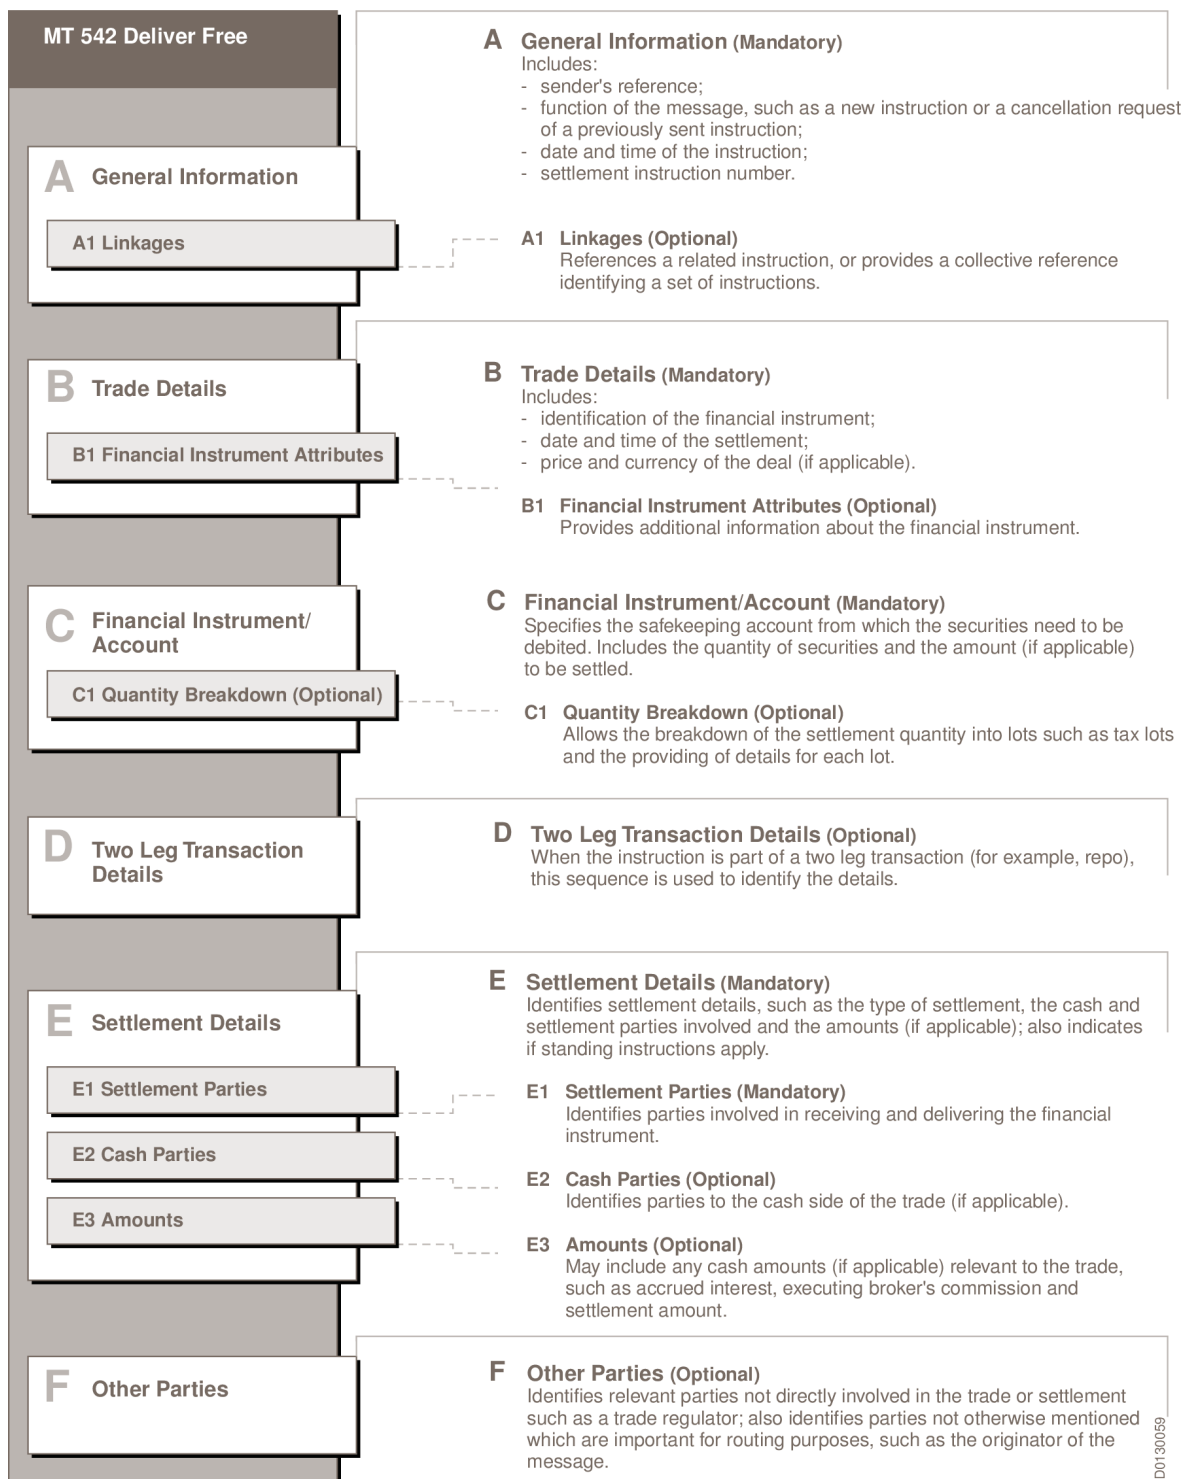 MT 542 Deliver Free
A General Information
A1 Linkages
B Trade Details
B1 Financial Instrument Attributes
C Financial Instrument/
Account
C1 Quantity Breakdown (Optional)
D Two Leg Transaction
Details
E Settlement Details
E1 Settlement Parties
E2 Cash Parties
E3 Amounts
F Other Parties
A General Information (Mandatory)
Includes:
- sender's reference;
- function of the message, such as a new instruction or a cancellation request
of a previously sent instruction;
- date and time of the instruction;
- settlement instruction number.
A1 Linkages (Optional)
References a related instruction, or provides a collective reference
identifying a set of instructions.
B Trade Details (Mandatory)
Includes:
- identification of the financial instrument;
- date and time of the settlement;
- price and currency of the deal (if applicable).
B1 Financial Instrument Attributes (Optional)
Provides additional information about the financial instrument.
C Financial Instrument/Account (Mandatory)
Specifies the safekeeping account from which the securities need to be
debited. Includes the quantity of securities and the amount (if applicable)
to be settled.
C1 Quantity Breakdown (Optional)
Allows the breakdown of the settlement quantity into lots such as tax lots
and the providing of details for each lot.
D Two Leg Transaction Details (Optional)
When the instruction is part of a two leg transaction (for example, repo),
this sequence is used to identify the details.
E Settlement Details (Mandatory)
Identifies settlement details, such as the type of settlement, the cash and
settlement parties involved and the amounts (if applicable); also indicates
if standing instructions apply.
E1 Settlement Parties (Mandatory)
Identifies parties involved in receiving and delivering the financial
instrument.
E2 Cash Parties (Optional)
Identifies parties to the cash side of the trade (if applicable).
E3 Amounts (Optional)
May include any cash amounts (if applicable) relevant to the trade,
such as accrued interest, executing broker's commission and
settlement amount.
F Other Parties (Optional)
Identifies relevant parties not directly involved in the trade or settlement
such as a trade regulator; also identifies parties not otherwise mentioned
which are important for routing purposes, such as the originator of the
message.
D0130059